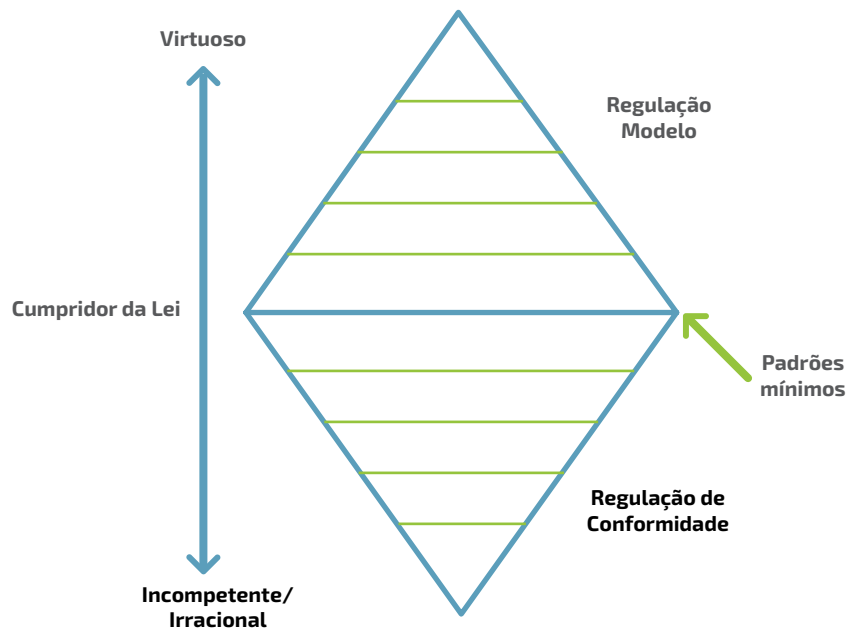 Virtuoso
Regulação
Modelo
Cumpridor da Lei
Padrões
mínimos
Regulação de
Conformidade
Incompetente/
Irracional